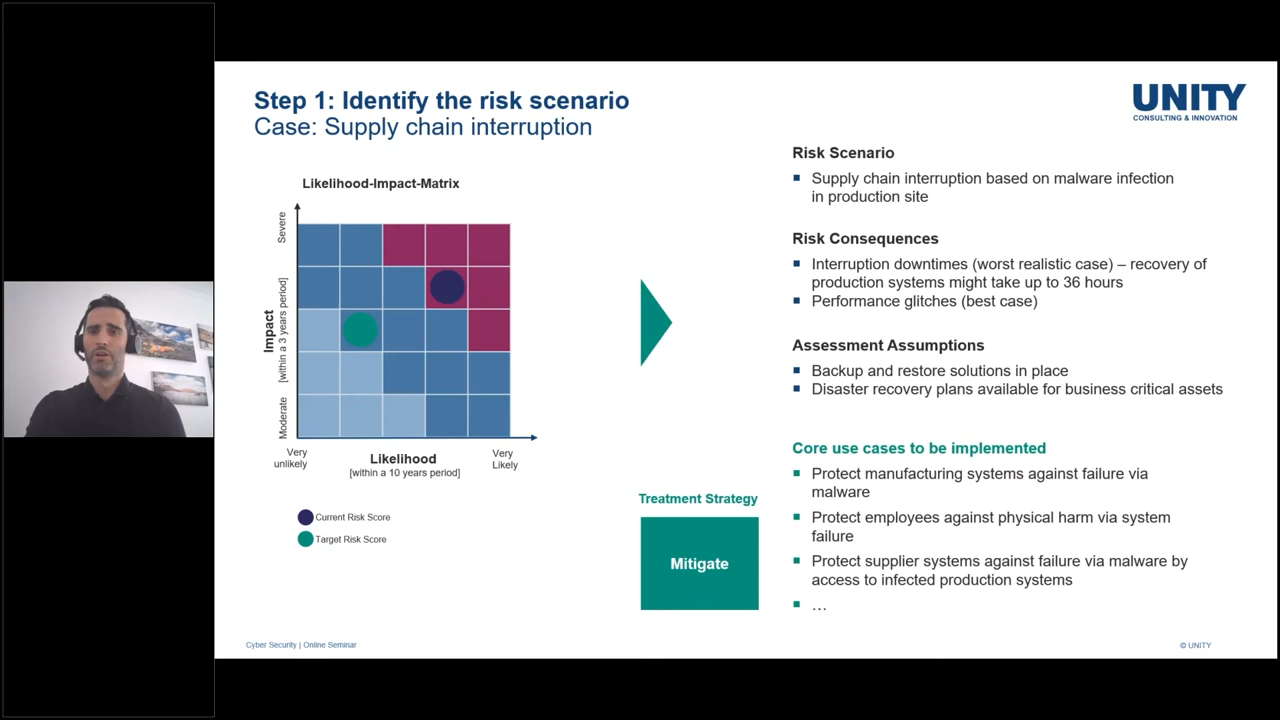 Step 1: Identify the risk scenario
Case: Supply chain interruption
UNITY
CONSULTING & INNOVATION
Likelihood-Impact-Matrix
Severe
Impact
[within a 3 years period]
Moderate
Very
unlikely
Likelihood
[within a 10 years period]
Very
Likely
Current Risk Score
Target Risk Score
Treatment Strategy
Mitigate
Risk Scenario
▪ Supply chain interruption based on malware infection
in production site
Risk Consequences
▪ Interruption downtimes (worst realistic case) – recovery of
production systems might take up to 36 hours
▪ Performance glitches (best case)
Assessment Assumptions
▪ Backup and restore solutions in place
▪ Disaster recovery plans available for business critical assets
Core use cases to be implemented
▪ Protect manufacturing systems against failure via
malware
▪ Protect employees against physical harm via system
failure
▪ Protect supplier systems against failure via malware by
access to infected production systems
▪ …
Cyber Security | Online Seminar
© UNITY